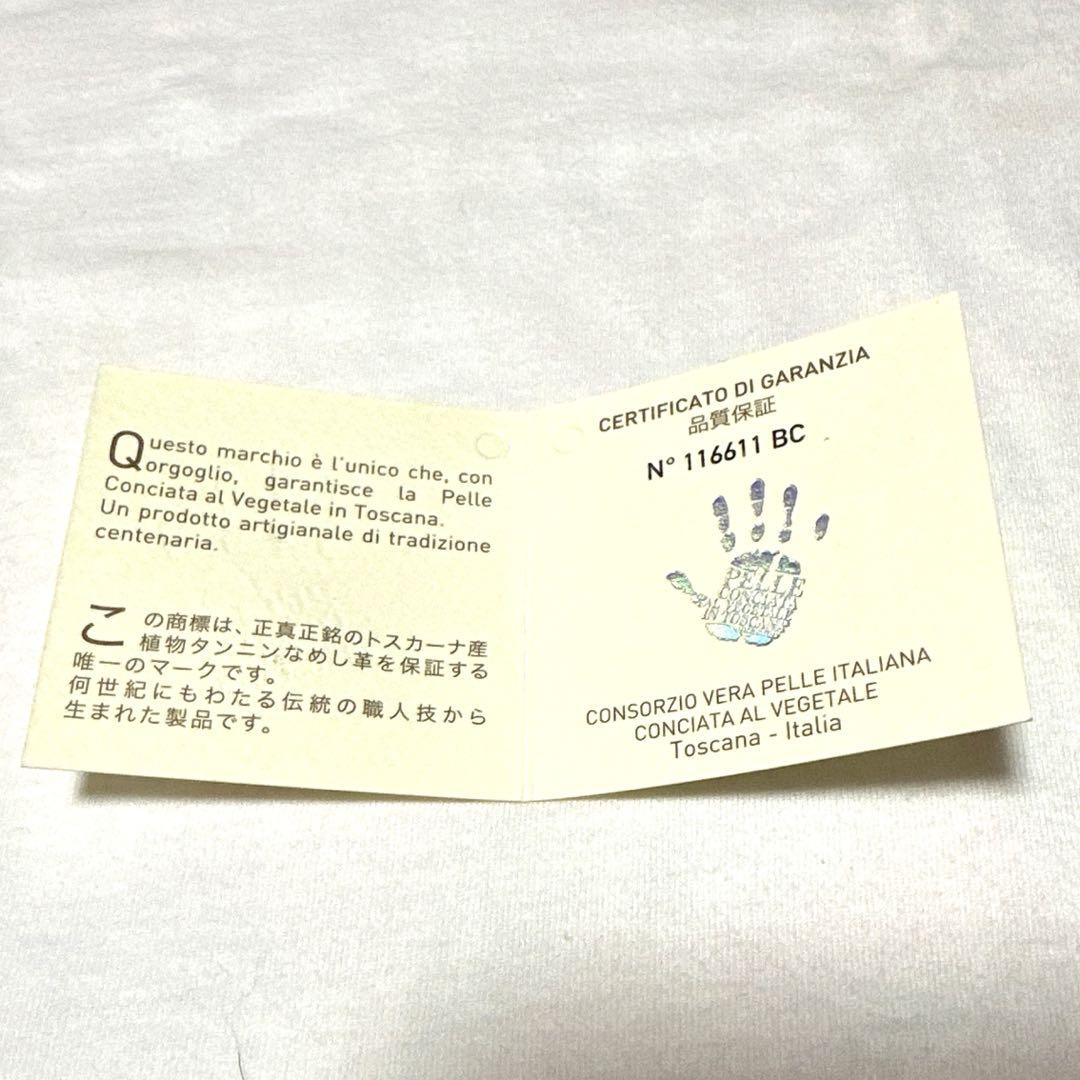 Questo marchio è l'unico che, con
orgoglio, garantisce la Pelle
Conciata al Vegetale in Toscana.
Un prodotto artigianale di tradizione
centenaria.
この商標は、正真正銘のトスカーナ産
植物タンニンなめし革を保証する
唯一のマークです。
何世紀にもわたる伝統の職人技から
生まれた製品です。
CERTIFICATO DI GARANZIA
品質保証
N° 116611 BC
PELLE
CONCIATA
VEGETALE
IN TOSCANA
CONSORZIO VERA PELLE ITALIANA
CONCIATA AL VEGETALE
Toscana - Italia